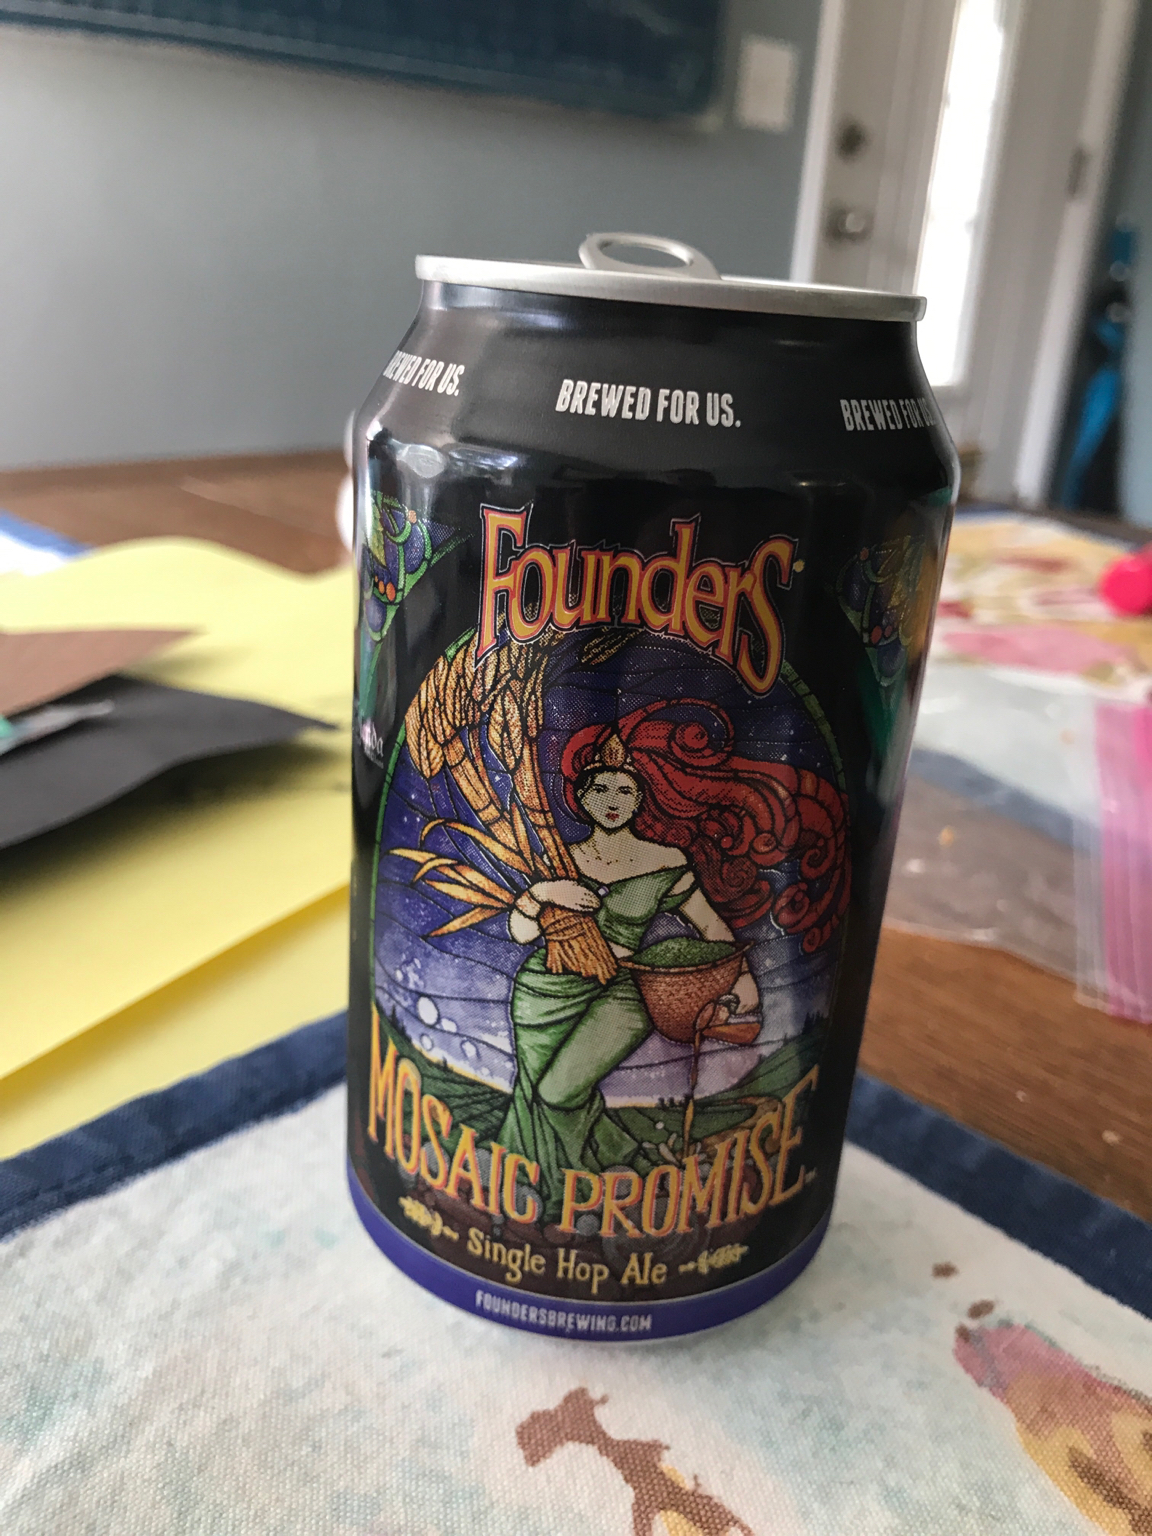 BREWED FOR US.
BREWED FOR US.
BREWED FOR US.
Founders
MOSAIC PROMISE
Single Hop Ale
FOUNDERSBREWING.COM